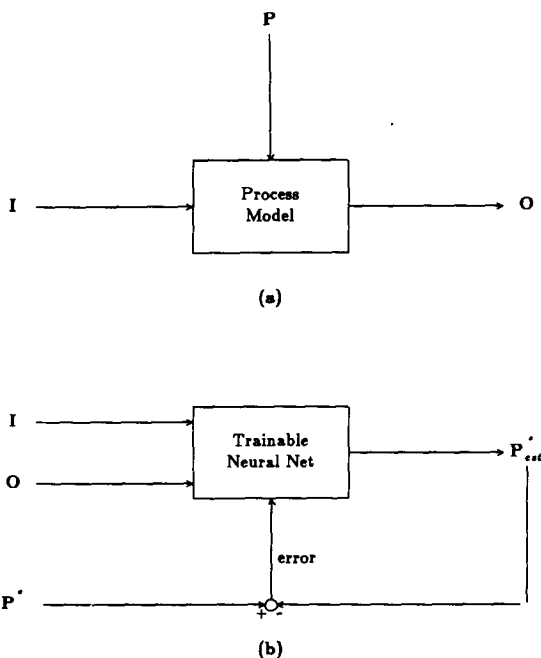 P
I
Process
Model
O
(a)
I
O
Trainable
Neural Net
P*est
error
P*
+ -
(b)